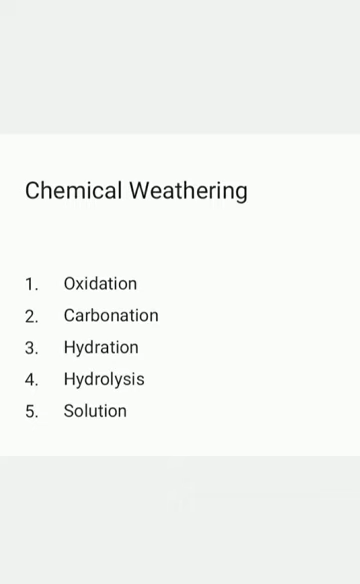 Chemical Weathering
1. Oxidation
2. Carbonation
3. Hydration
4. Hydrolysis
5. Solution